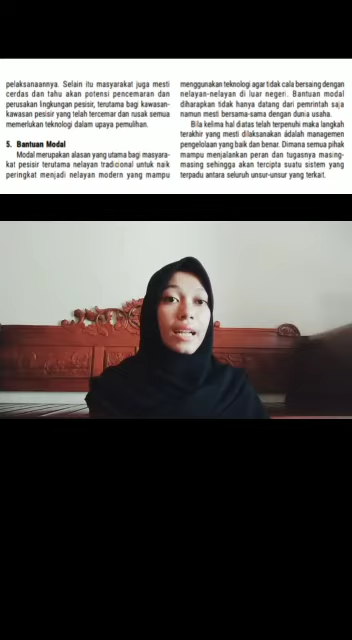 pelaksanaannya. Selain itu masyarakat juga mesti
cerdas dan tahu akan potensi pencemaran dan
perusakan lingkungan pesisir, terutama bagi kawasan-
kawasan pesisir yang telah tercemar dan rusak semua
memerlukan teknologi dalam upaya pemulihan.
5. Bantuan Modal
Modal merupakan alasan yang utama bagi masyara-
kat pesisir terutama nelayan tradicional untuk naik
peringkat menjadi nelayan modern yang mampu
menggunakan teknologi agar tidak cala bersaing dengan
nelayan-nelayan di luar negeri. Bantuan modal
diharapkan tidak hanya datang dari pemrintah saja
namun mest bersama-sama dengan dunia usaha.
Bila kelima hal diatas telah terpenuhi maka langkah
terakhir yang mesti dilaksanakan adalah managemen
pengelolaan yang baik dan benar. Dimana semua pihak
mampu menjalankan peran dan tugasnya masing-
masing sehingga akan tercipta suatu sistem yang
terpadu antara seluruh unsur-unsur yang terkait.